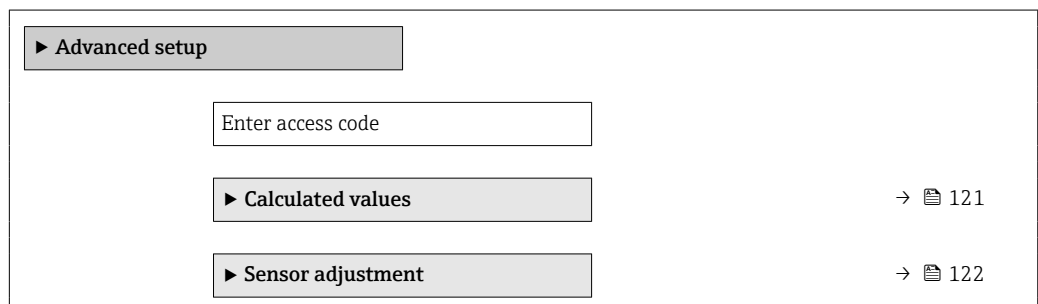 ▶ Advanced setup
Enter access code
▶ Calculated values → 121
▶ Sensor adjustment → 122